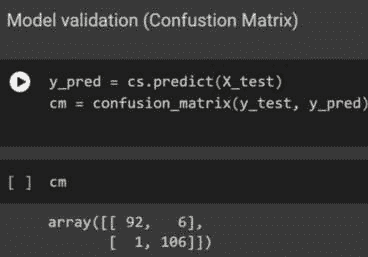 Model validation (Confustion Matrix)
y_pred = cs.predict(X_test)
cm = confusion_matrix(y_test, y_pred)
[ ] cm
array([[ 92,   6],
       [  1, 106]])